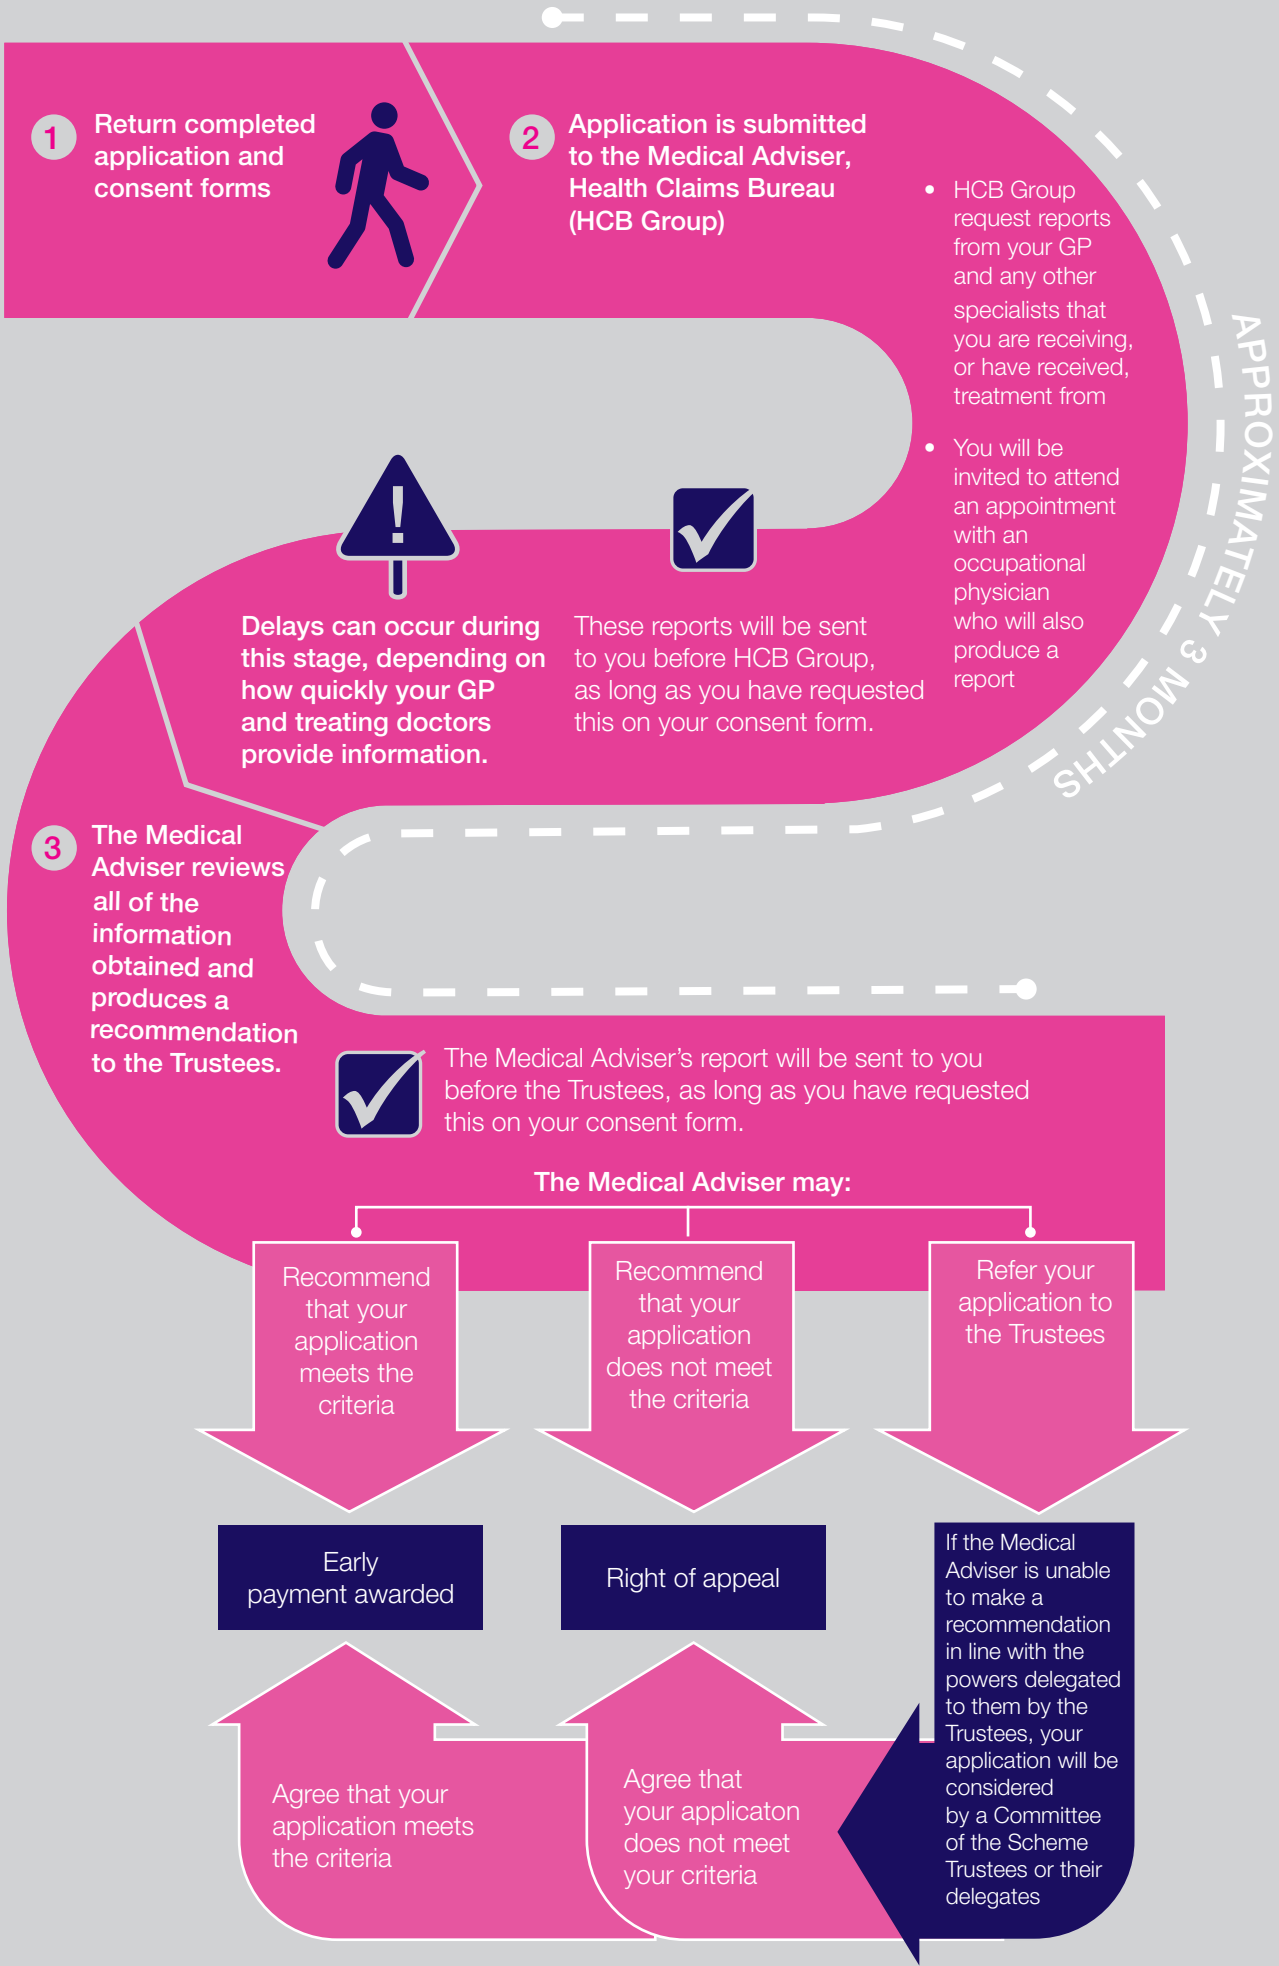 1
Return completed
application and
consent forms
2
Application is submitted
to the Medical Adviser,
Health Claims Bureau
(HCB Group)
• HCB Group
request reports
from your GP
and any other
specialists that
you are receiving,
or have received,
treatment from
• You will be
invited to attend
an appointment
with an
occupational
physician
who will also
produce a
report
APPROXIMATELY 3 MONTHS
!
Delays can occur during
this stage, depending on
how quickly your GP
and treating doctors
provide information.
These reports will be sent
to you before HCB Group,
as long as you have requested
this on your consent form.
3
The Medical
Adviser reviews
all of the
information
obtained and
produces a
recommendation
to the Trustees.
The Medical Adviser’s report will be sent to you
before the Trustees, as long as you have requested
this on your consent form.
The Medical Adviser may:
Recommend
that your
application
meets the
criteria
Recommend
that your
application
does not meet
the criteria
Refer your
application to
the Trustees
Early
payment awarded
Right of appeal
If the Medical
Adviser is unable
to make a
recommendation
in line with the
powers delegated
to them by the
Trustees, your
application will be
considered
by a Committee
of the Scheme
Trustees or their
delegates
Agree that your
application meets
the criteria
Agree that
your applicaton
does not meet
your criteria